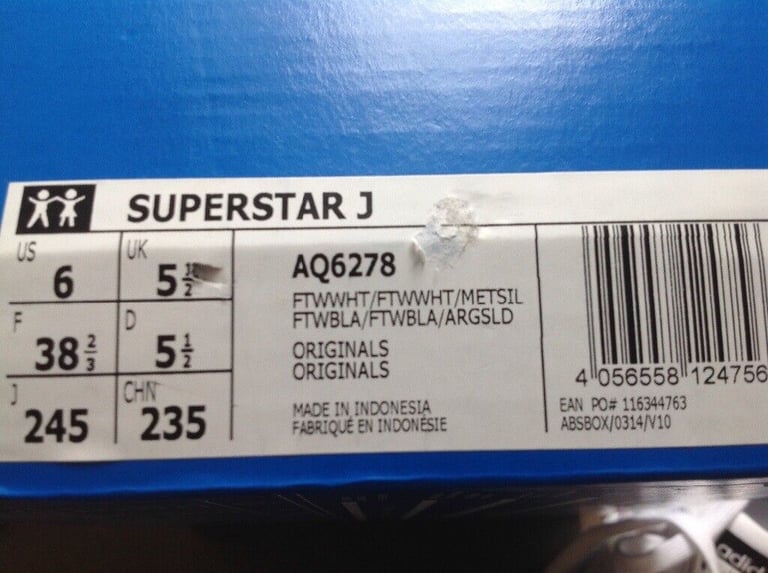 SUPERSTAR J
US 6
UK 5 1/2
F 38 2/3
D 5 1/2
J 245
CHN 235
AQ6278
FTWWHT/FTWWHT/METSIL
FTWBLA/FTWBLA/ARGSLD
ORIGINALS
ORIGINALS
MADE IN INDONESIA
FABRIQUÉ EN INDONÉSIE
4 056558 124756
EAN PO# 116344763
ABSBOX/0314/V10